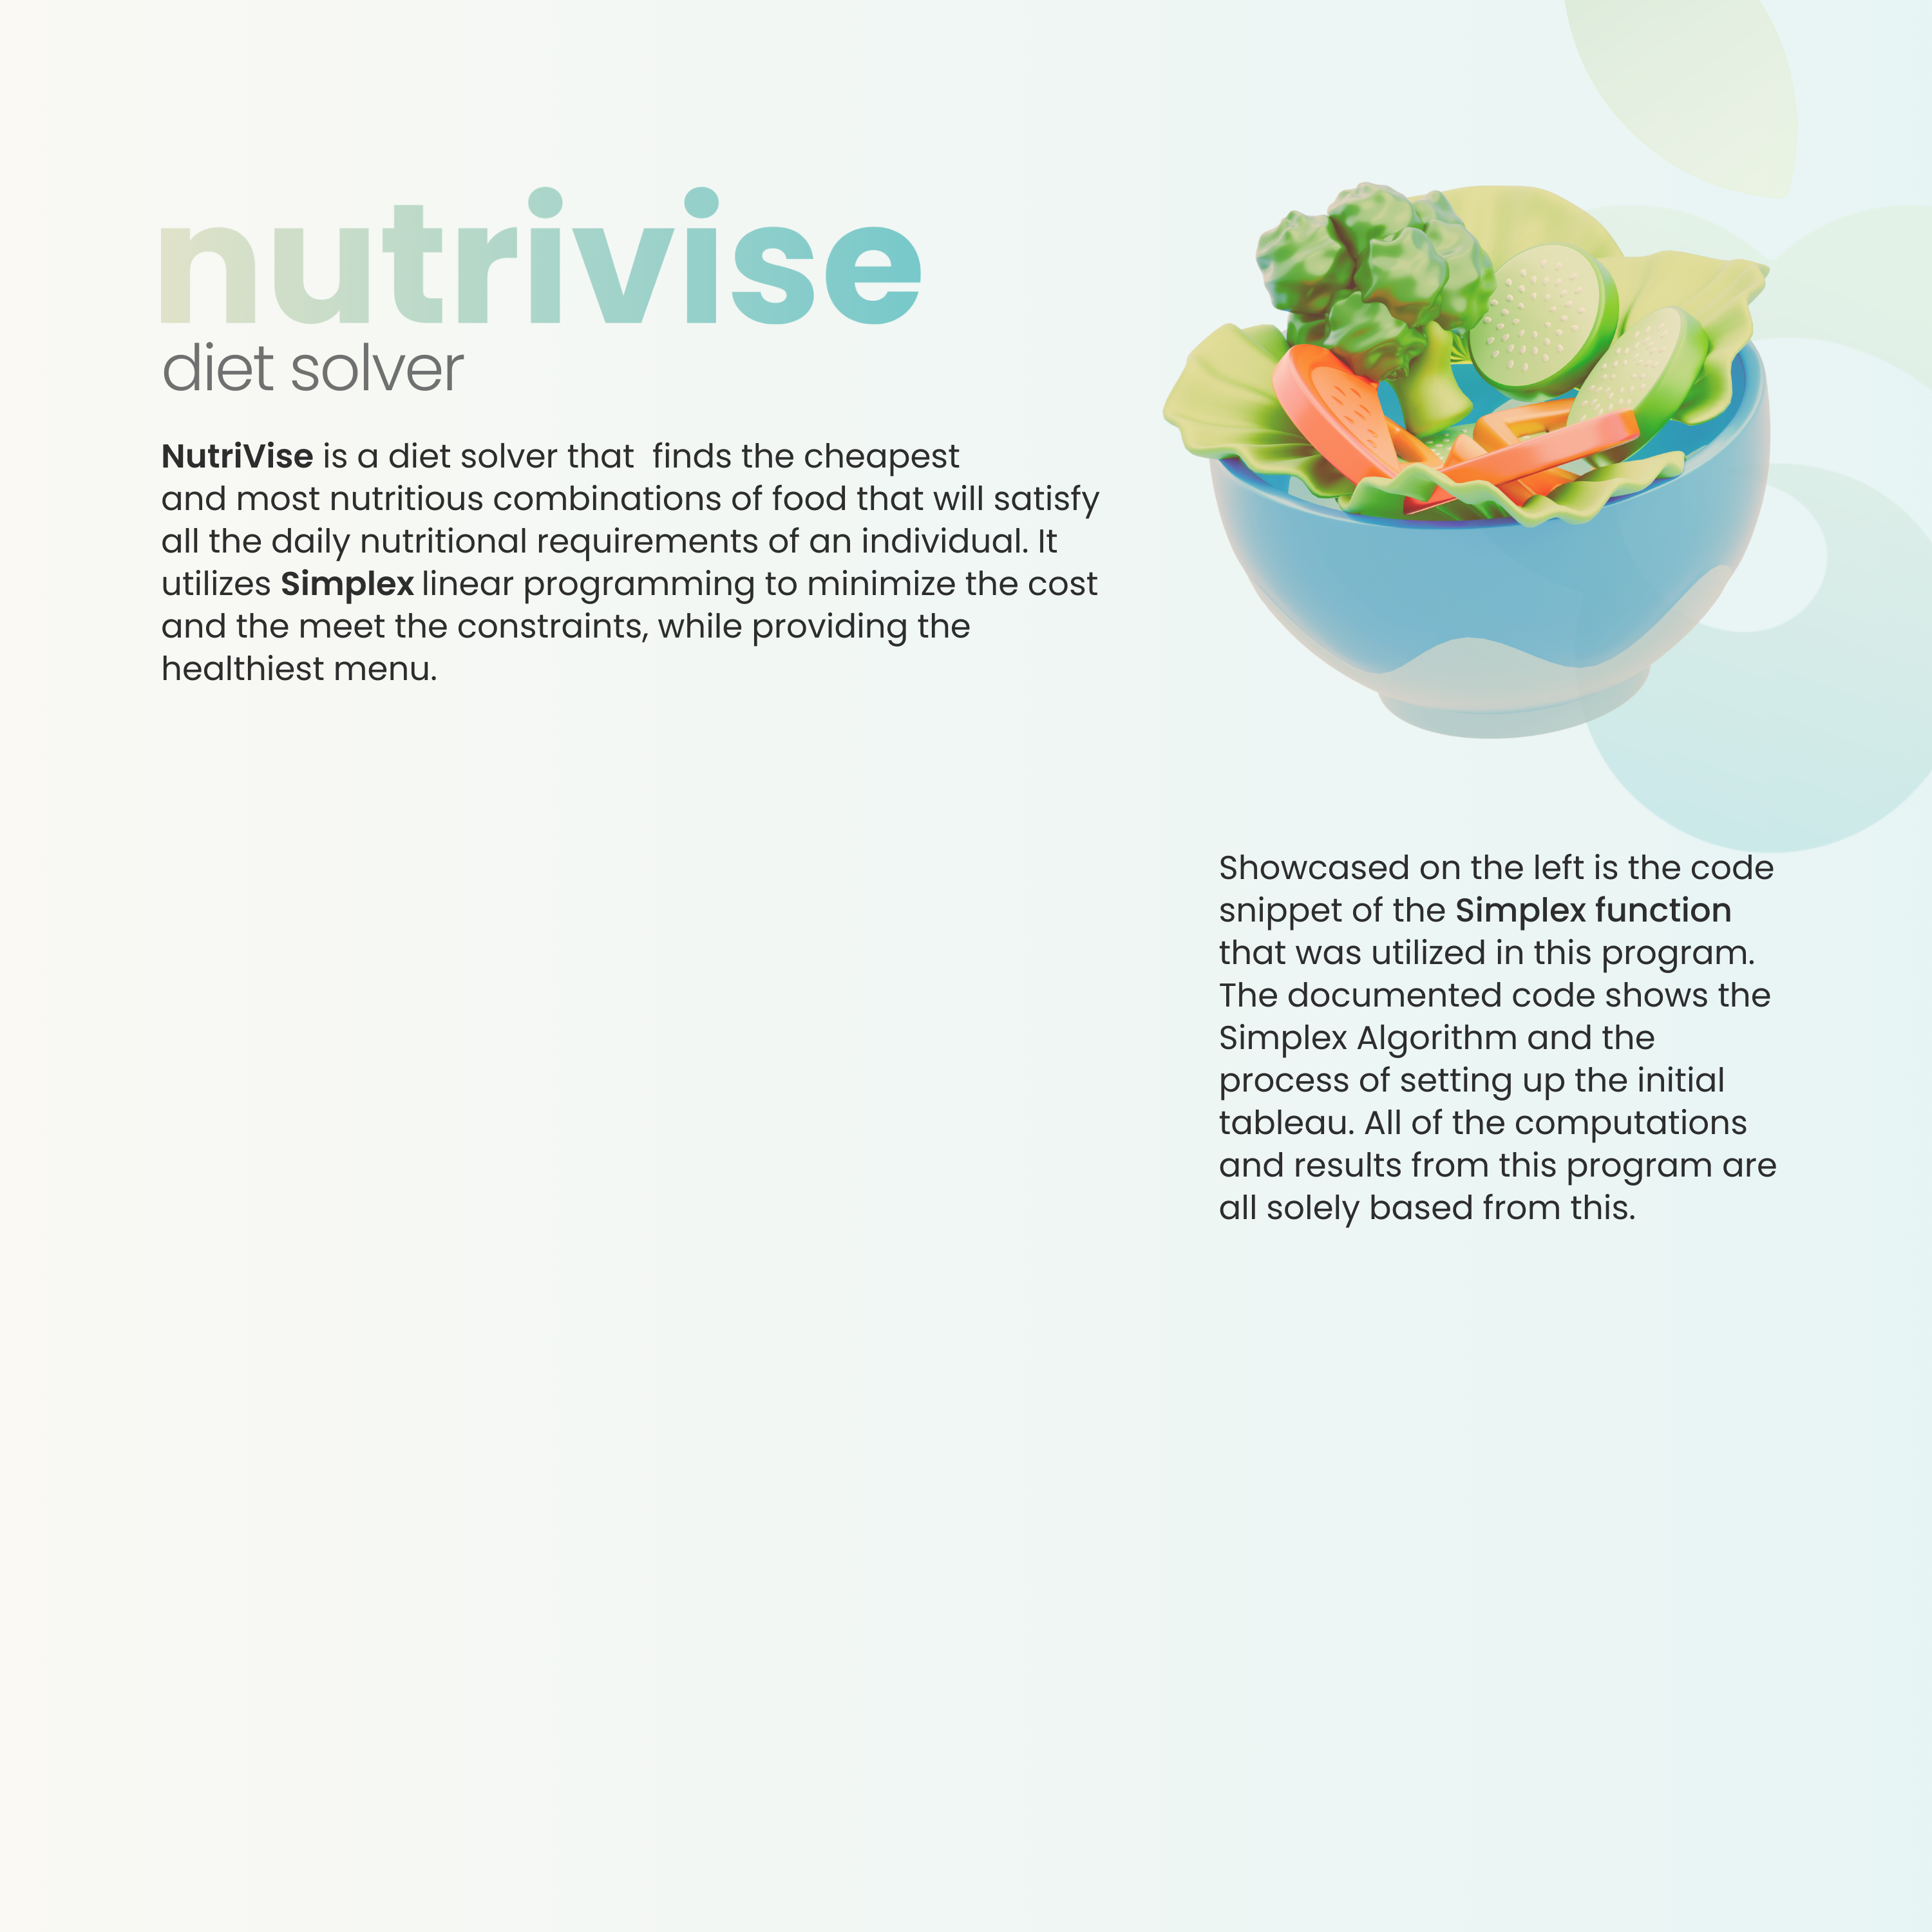 nutrivise
diet solver
NutriVise is a diet solver that  finds the cheapest
and most nutritious combinations of food that will satisfy
all the daily nutritional requirements of an individual. It
utilizes Simplex linear programming to minimize the cost
and the meet the constraints, while providing the
healthiest menu.
Showcased on the left is the code
snippet of the Simplex function
that was utilized in this program.
The documented code shows the
Simplex Algorithm and the
process of setting up the initial
tableau. All of the computations
and results from this program are
all solely based from this.